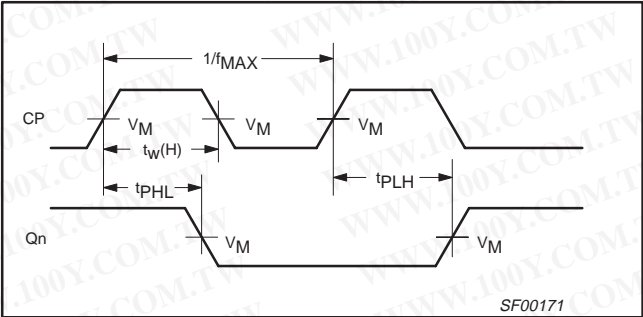 1/fMAX
CP
VM VM VM
tw(H)
tPHL
tPLH
Qn
VM VM
SF00171
WWW.100Y.COM.TW